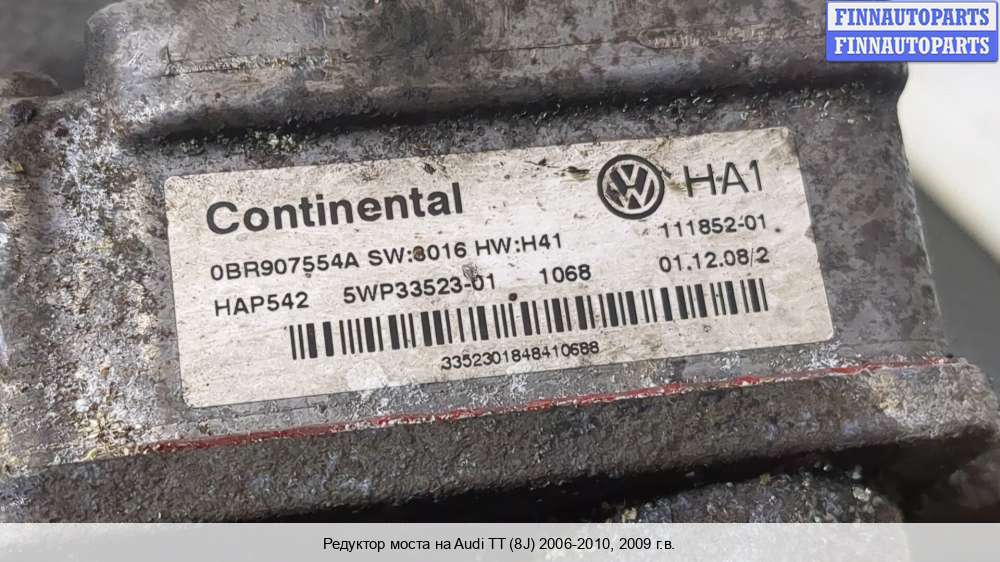 FINNAUTOPARTS
FINNAUTOPARTS
Continental
HA1
0BR907554A SW:8016 HW:H41
111852-01
HAP542 5WP33523-01 1068
01.12.08/2
3352301848410688
Редуктор моста на Audi TT (8J) 2006-2010, 2009 г.в.